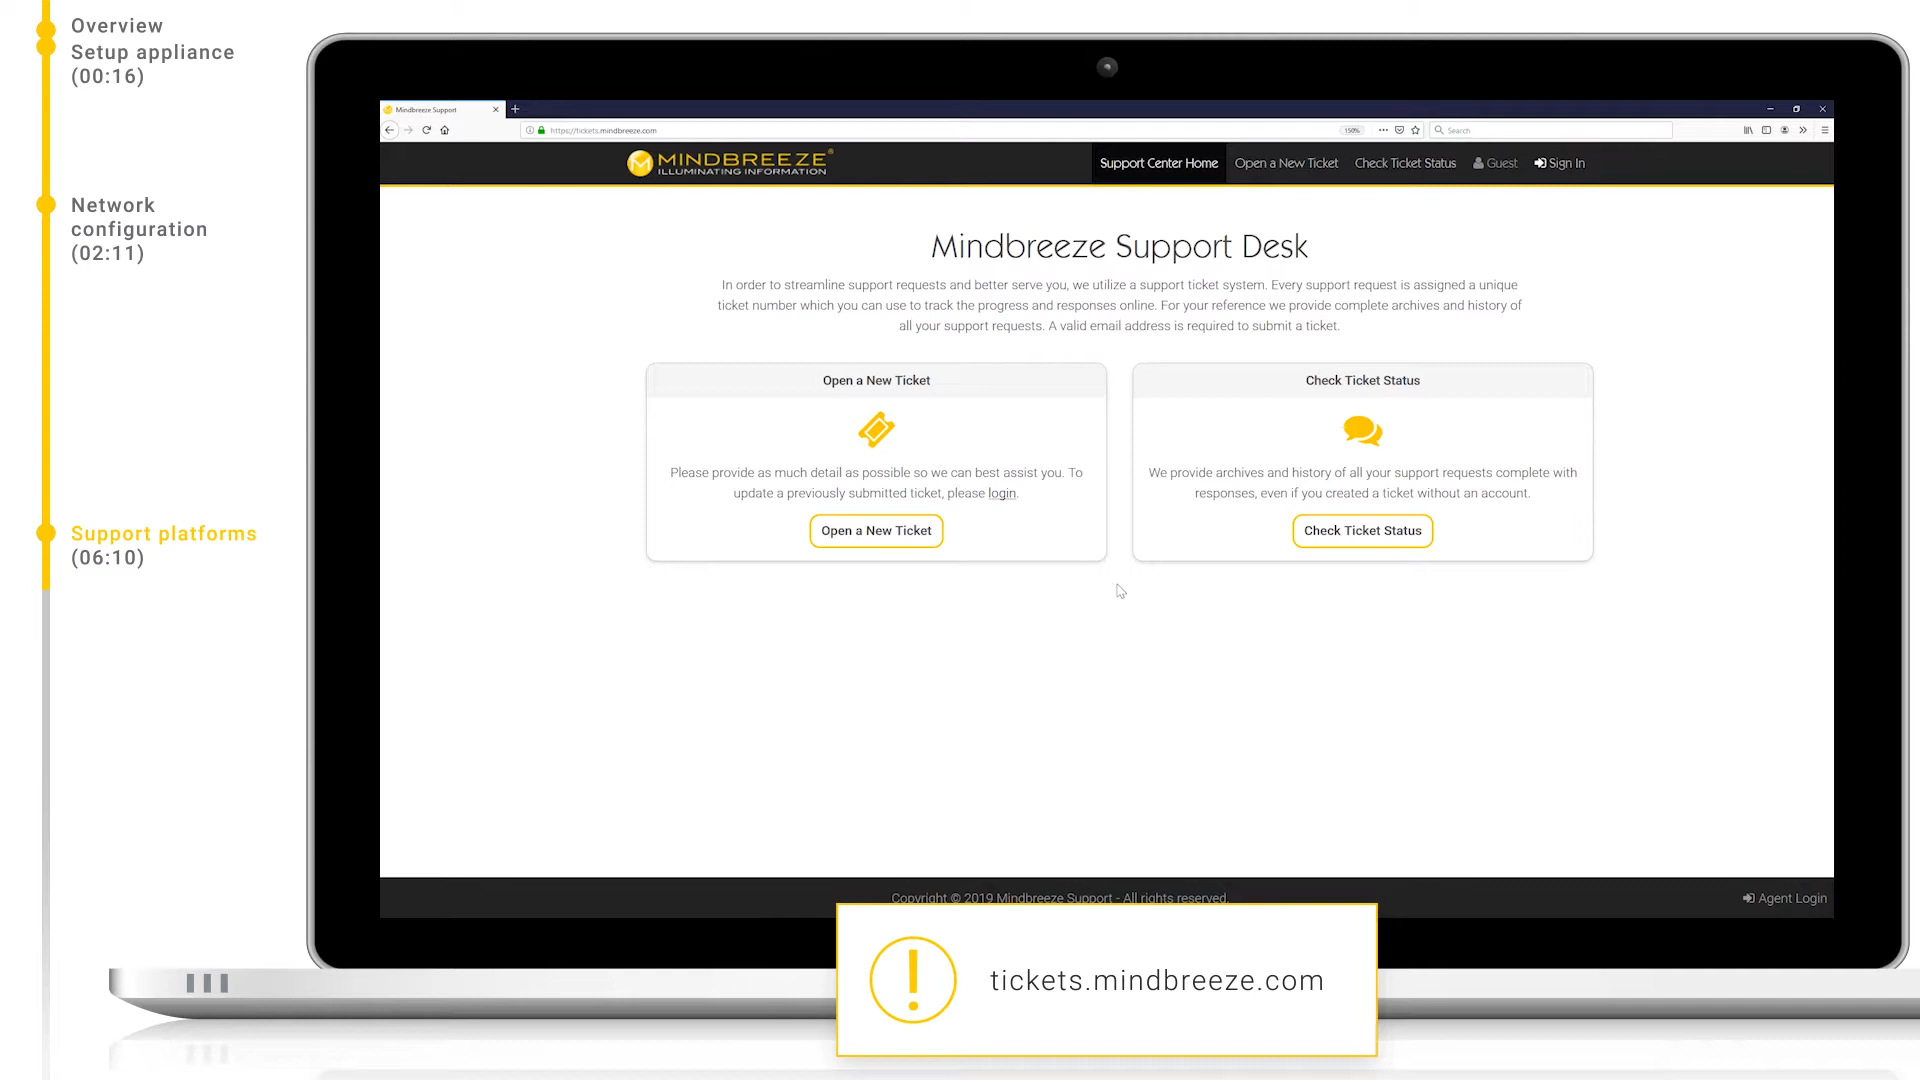 Overview
Setup appliance
(00:16)
Network
configuration
(02:11)
Support platforms
(06:10)
Mindbreeze Support
https://tickets.mindbreeze.com
150%
Search
MINDBREEZE®
ILLUMINATING INFORMATION
Support Center Home
Open a New Ticket
Check Ticket Status
Guest
Sign In
Mindbreeze Support Desk
In order to streamline support requests and better serve you, we utilize a support ticket system. Every support request is assigned a unique
ticket number which you can use to track the progress and responses online. For your reference we provide complete archives and history of
all your support requests. A valid email address is required to submit a ticket.
Open a New Ticket
Please provide as much detail as possible so we can best assist you. To
update a previously submitted ticket, please login.
Open a New Ticket
Check Ticket Status
We provide archives and history of all your support requests complete with
responses, even if you created a ticket without an account.
Check Ticket Status
Copyright © 2019 Mindbreeze Support - All rights reserved.
Agent Login
tickets.mindbreeze.com